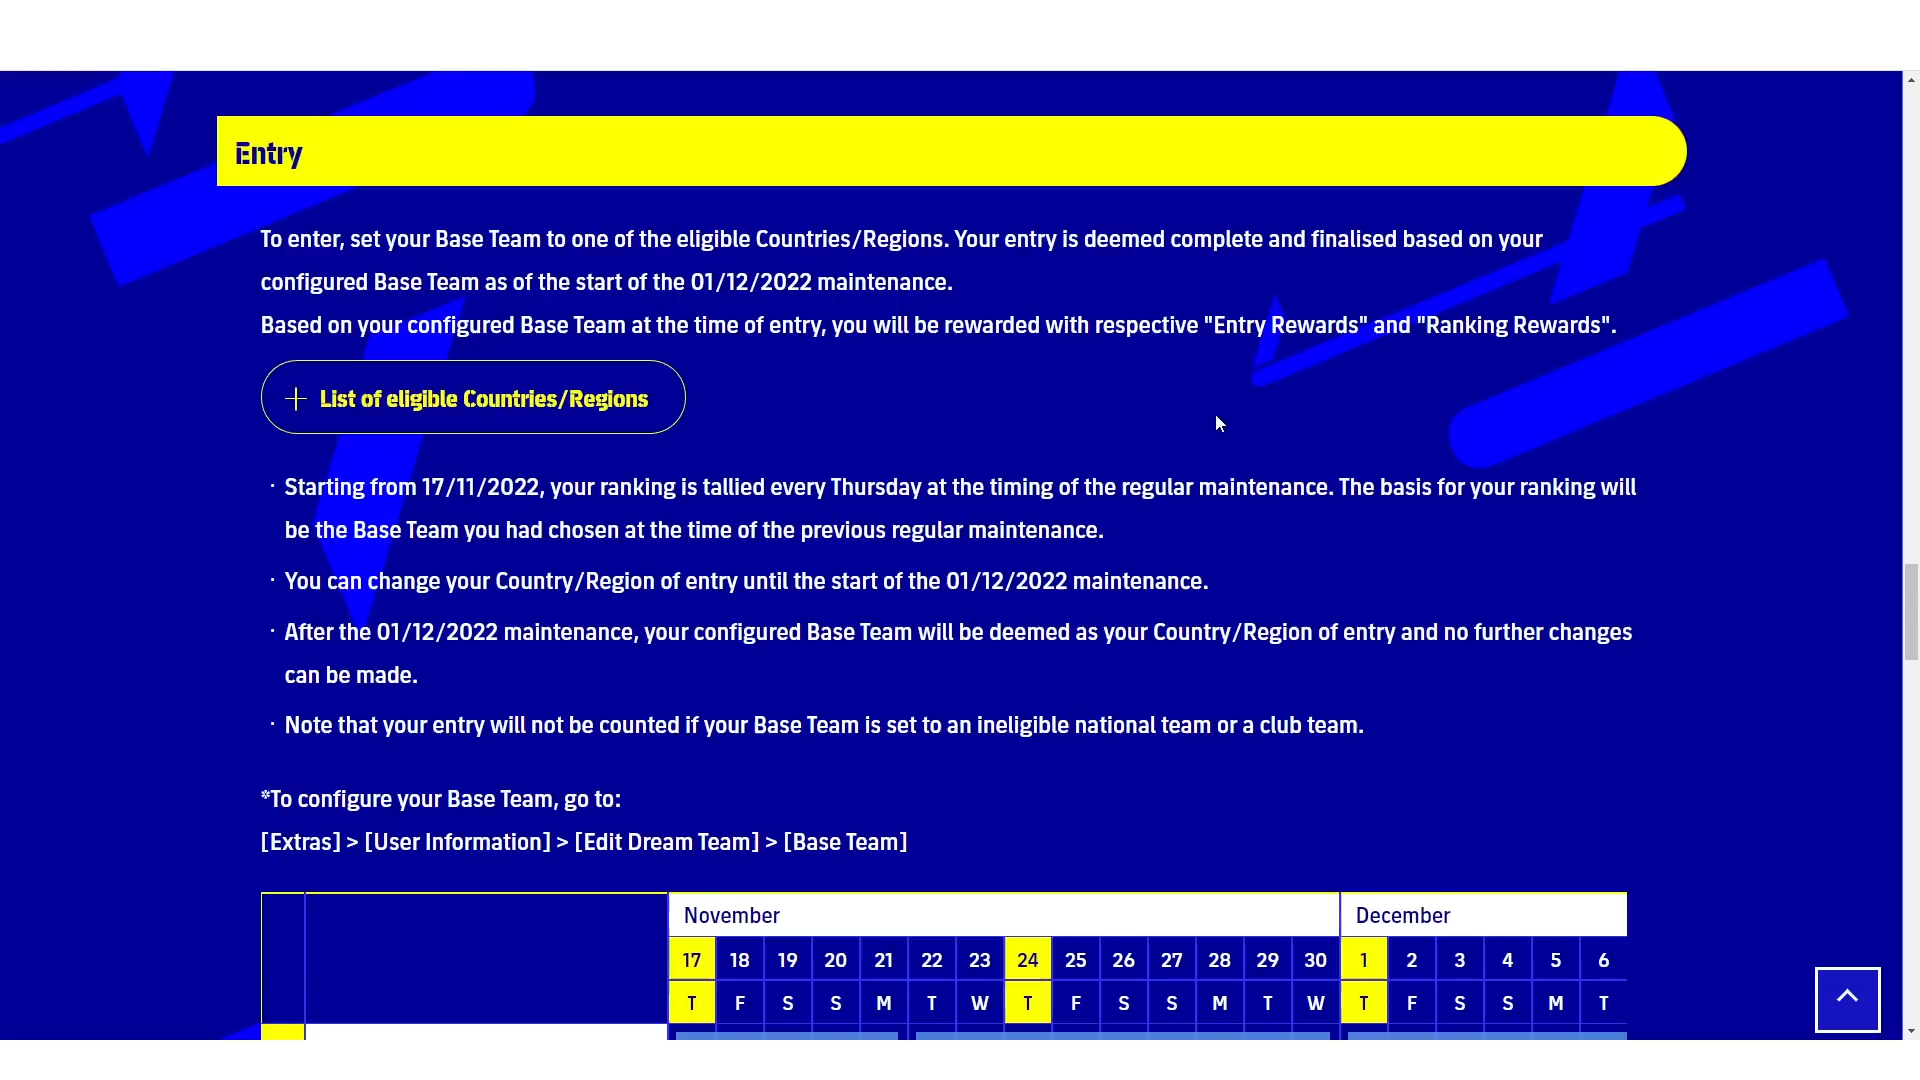 Entry
To enter, set your Base Team to one of the eligible Countries/Regions. Your entry is deemed complete and finalised based on your
configured Base Team as of the start of the 01/12/2022 maintenance.
Based on your configured Base Team at the time of entry, you will be rewarded with respective "Entry Rewards" and "Ranking Rewards".
List of eligible Countries/Regions
· Starting from 17/11/2022, your ranking is tallied every Thursday at the timing of the regular maintenance. The basis for your ranking will
be the Base Team you had chosen at the time of the previous regular maintenance.
· You can change your Country/Region of entry until the start of the 01/12/2022 maintenance.
· After the 01/12/2022 maintenance, your configured Base Team will be deemed as your Country/Region of entry and no further changes
can be made.
· Note that your entry will not be counted if your Base Team is set to an ineligible national team or a club team.
*To configure your Base Team, go to:
[Extras] > [User Information] > [Edit Dream Team] > [Base Team]
November December
17 18 19 20 21 22 23 24 25 26 27 28 29 30 1 2 3 4 5 6
T F S S M T W T F S S M T W T F S S M T